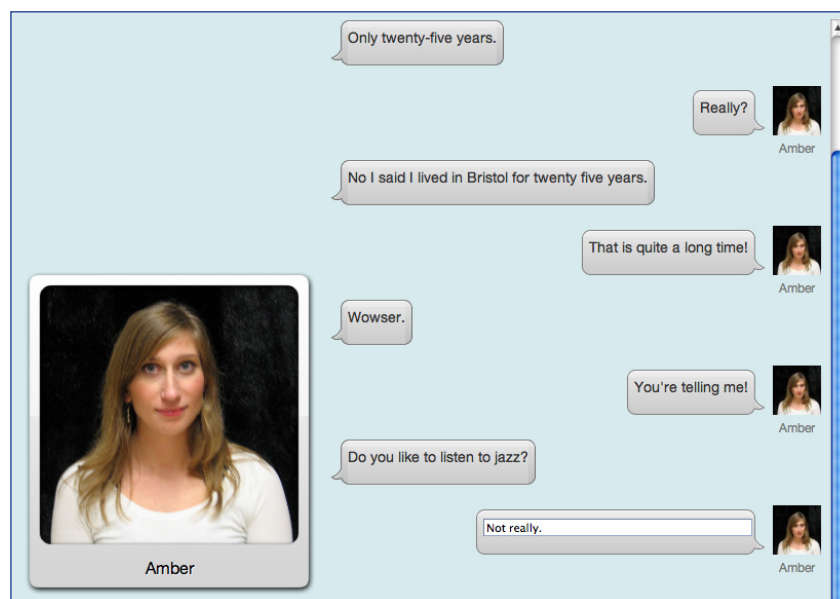 Only twenty-five years.
Really?
Amber
No I said I lived in Bristol for twenty five years.
That is quite a long time!
Amber
Wowser.
You're telling me!
Amber
Do you like to listen to jazz?
Not really.
Amber
Amber